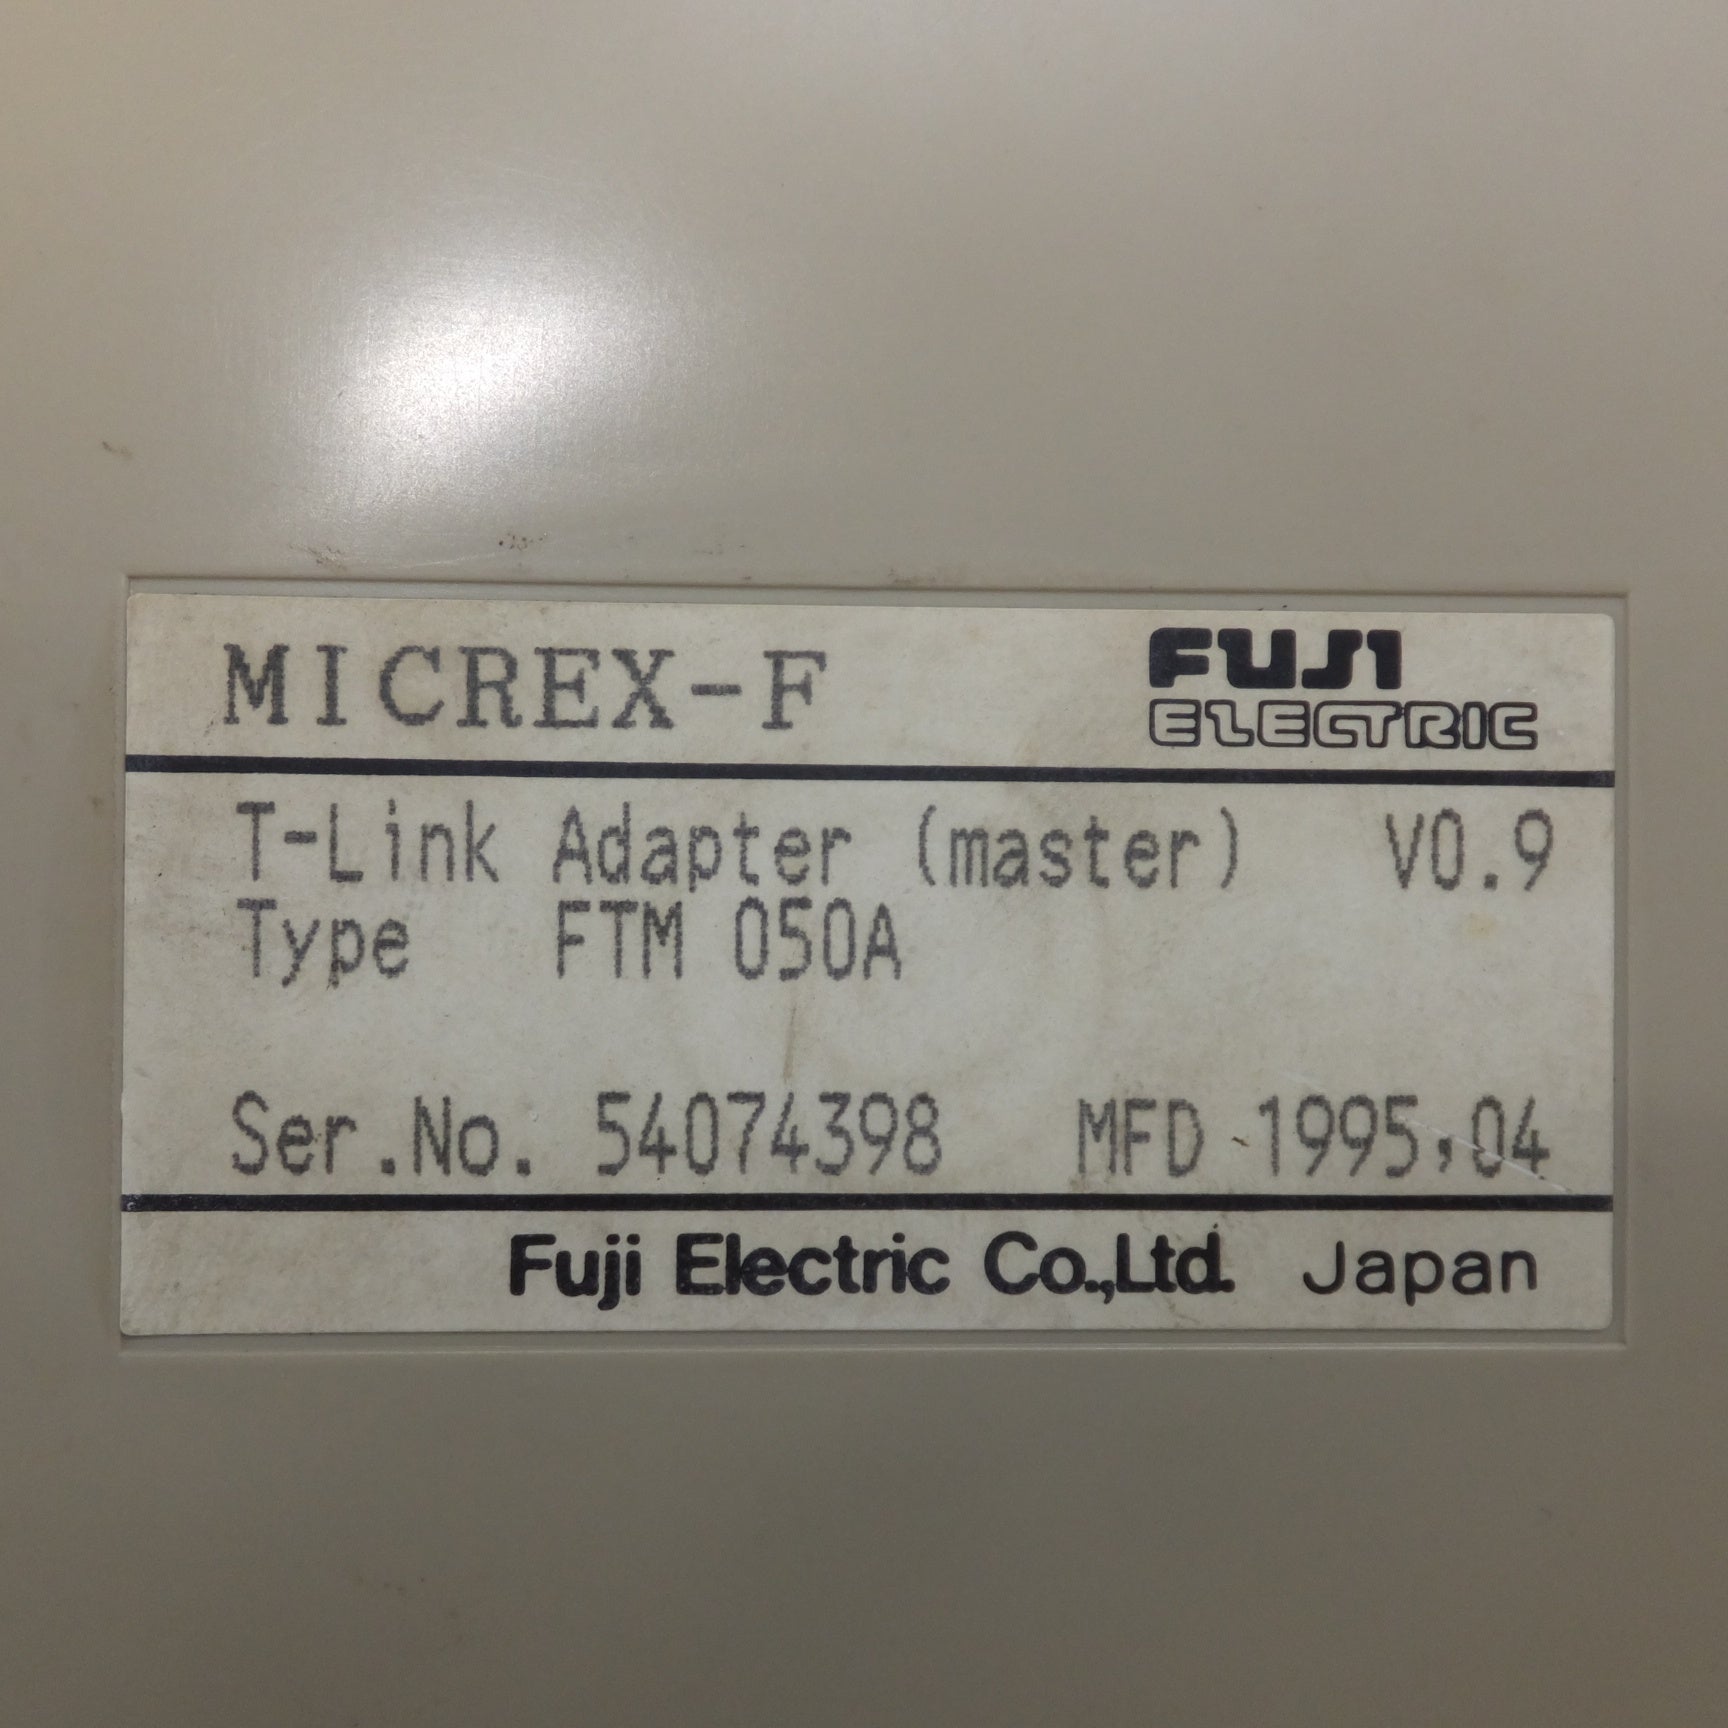 MICREX-F FUJI
ELECTRIC
T-Link Adapter (master) V0.9
Type FTM 050A
Ser.No. 54074398 MFD 1995,04
Fuji Electric Co.,Ltd. Japan